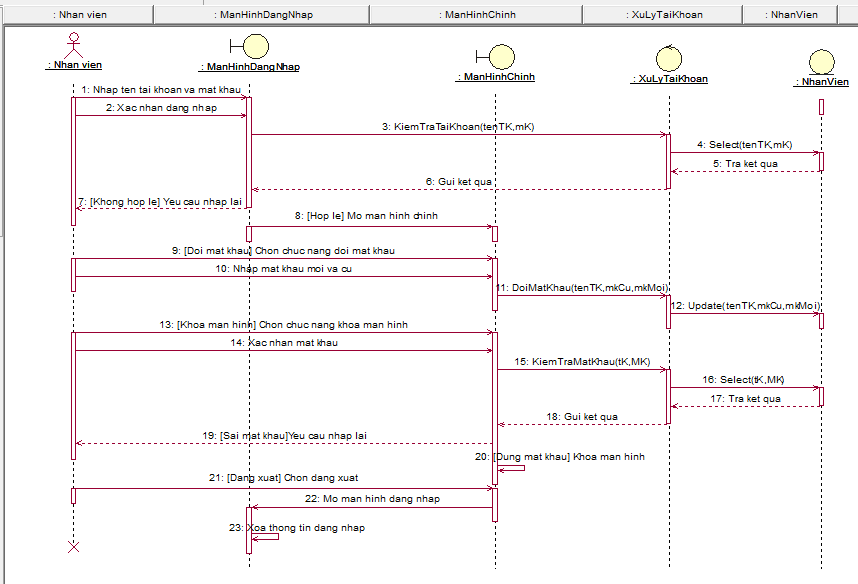 : Nhan vien : ManHinhDangNhap : ManHinhChinh : XuLyTaiKhoan : NhanVien
: Nhan vien : ManHinhDangNhap : ManHinhChinh : XuLyTaiKhoan : NhanVien
1: Nhap ten tai khoan va mat khau
2: Xac nhan dang nhap
3: KiemTraTaiKhoan(tenTK,mK)
4: Select(tenTK,mK)
5: Tra ket qua
6: Gui ket qua
7: [Khong hop le] Yeu cau nhap lai
8: [Hop le] Mo man hinh chinh
9: [Doi mat khau] Chon chuc nang doi mat khau
10: Nhap mat khau moi va cu
11: DoiMatKhau(tenTK,mkCu,mkMoi)
12: Update(tenTK,mkCu,mkMoi)
13: [Khoa man hinh] Chon chuc nang khoa man hinh
14: Xac nhan mat khau
15: KiemTraMatKhau(tK,MK)
16: Select(tK,MK)
17: Tra ket qua
18: Gui ket qua
19: [Sai mat khau]Yeu cau nhap lai
20: [Dung mat khau] Khoa man hinh
21: [Dang xuat] Chon dang xuat
22: Mo man hinh dang nhap
23: Xoa thong tin dang nhap